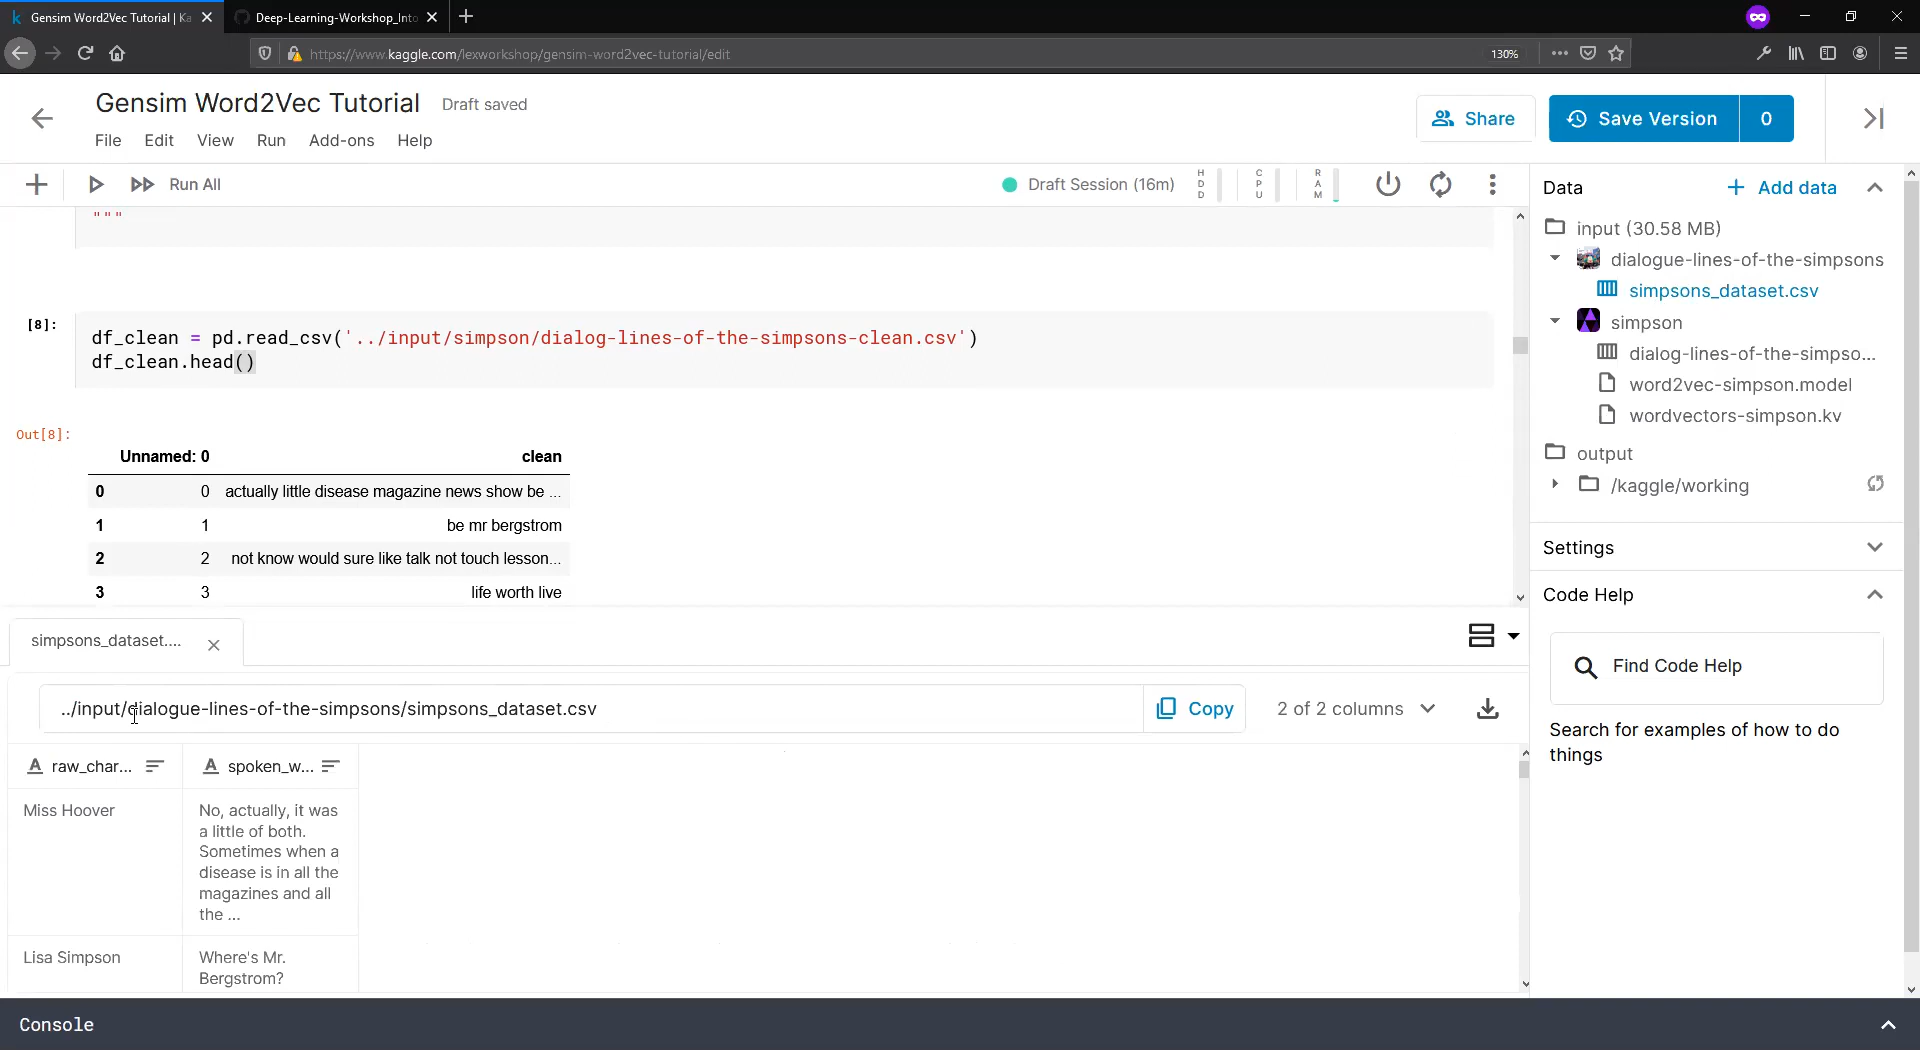 Gensim Word2Vec Tutorial | Ka
Deep-Learning-Workshop_Into
https://www.kaggle.com/lexworkshop/gensim-word2vec-tutorial/edit
130%
Gensim Word2Vec Tutorial
Draft saved
File Edit View Run Add-ons Help
Share
Save Version
0
Run All
Draft Session (16m)
HDD
CPU
RAM
"""
[8]:
df_clean = pd.read_csv('../input/simpson/dialog-lines-of-the-simpsons-clean.csv')
df_clean.head()
Out[8]:
Unnamed: 0 clean
0 0 actually little disease magazine news show be ...
1 1 be mr bergstrom
2 2 not know would sure like talk not touch lesson...
3 3 life worth live
simpsons_dataset....
../input/dialogue-lines-of-the-simpsons/simpsons_dataset.csv
Copy
2 of 2 columns
raw_char... spoken_w...
Miss Hoover
No, actually, it was
a little of both.
Sometimes when a
disease is in all the
magazines and all
the ...
Lisa Simpson
Where's Mr.
Bergstrom?
Data
Add data
input (30.58 MB)
dialogue-lines-of-the-simpsons
simpsons_dataset.csv
simpson
dialog-lines-of-the-simpso...
word2vec-simpson.model
wordvectors-simpson.kv
output
/kaggle/working
Settings
Code Help
Find Code Help
Search for examples of how to do
things
Console